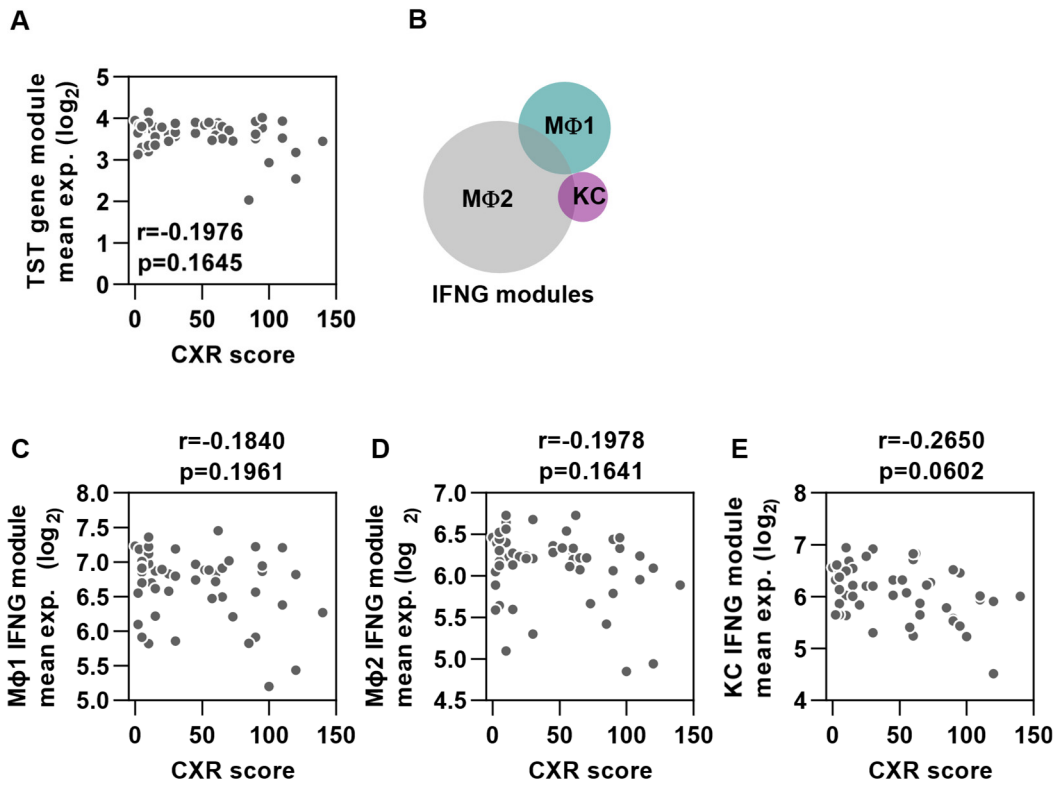 A
TST gene module
mean exp. (log2)
5
4
3
2
1
0
r=-0.1976
p=0.1645
0 50 100 150
CXR score
B
MΦ1
MΦ2
KC
IFNG modules
C
r=-0.1840
p=0.1961
Mϕ1 IFNG module
mean exp. (log 2)
8.0
7.5
7.0
6.5
6.0
5.5
5.0
0 50 100 150
CXR score
D
r=-0.1978
p=0.1641
Mϕ2 IFNG module
mean exp. (log 2)
7.0
6.5
6.0
5.5
5.0
4.5
0 50 100 150
CXR score
E
r=-0.2650
p=0.0602
KC IFNG module
mean exp. (log2)
8
7
6
5
4
0 50 100 150
CXR score